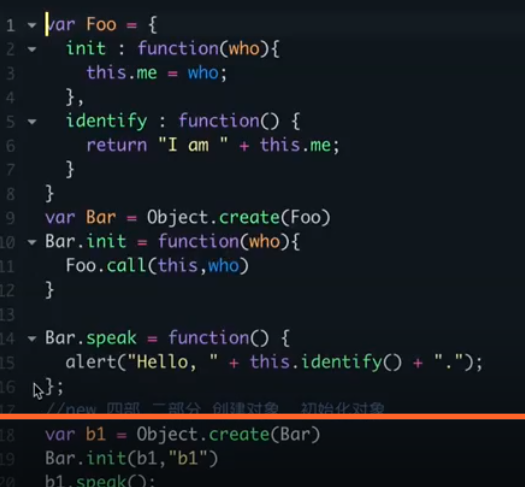 1 var Foo = {
2 init : function(who){
3 this.me = who;
4 },
5 identify : function() {
6 return "I am " + this.me;
7 }
8 }
9 var Bar = Object.create(Foo)
10 Bar.init = function(who){
11 Foo.call(this,who)
12 }
13
14 Bar.speak = function() {
15 alert("Hello, " + this.identify() + ".");
16 };
17 //new 四部 二部分 创建对象 初始化对象
18 var b1 = Object.create(Bar)
19 Bar.init(b1,"b1")
20 b1.speak();